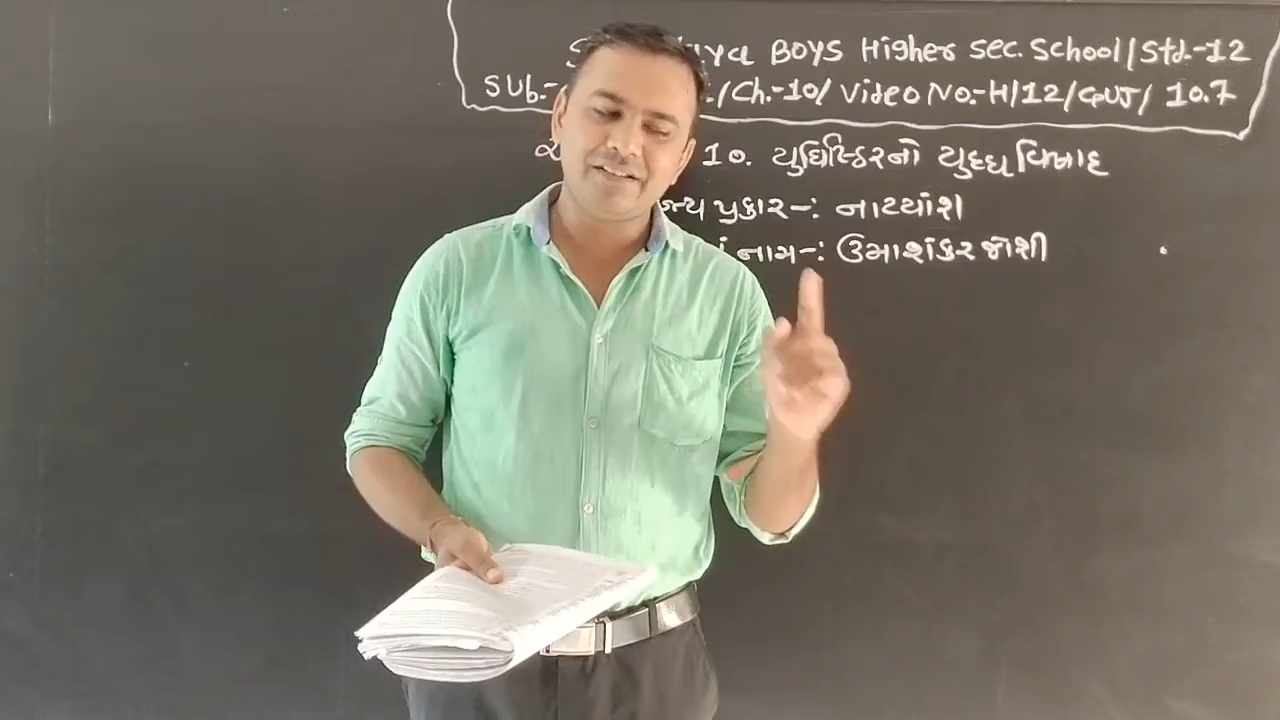 BOYS Higher Sec. School/Std.-12
SUb.- /Ch.-10/ Video No.-H/12/GUJ/ 10.7
10. યુધિષ્ઠિરનો યુદ્ધવિષાદ
પ્રકાર-: નાટ્યાંશ
નામ-: ઉમાશંકર જોશી